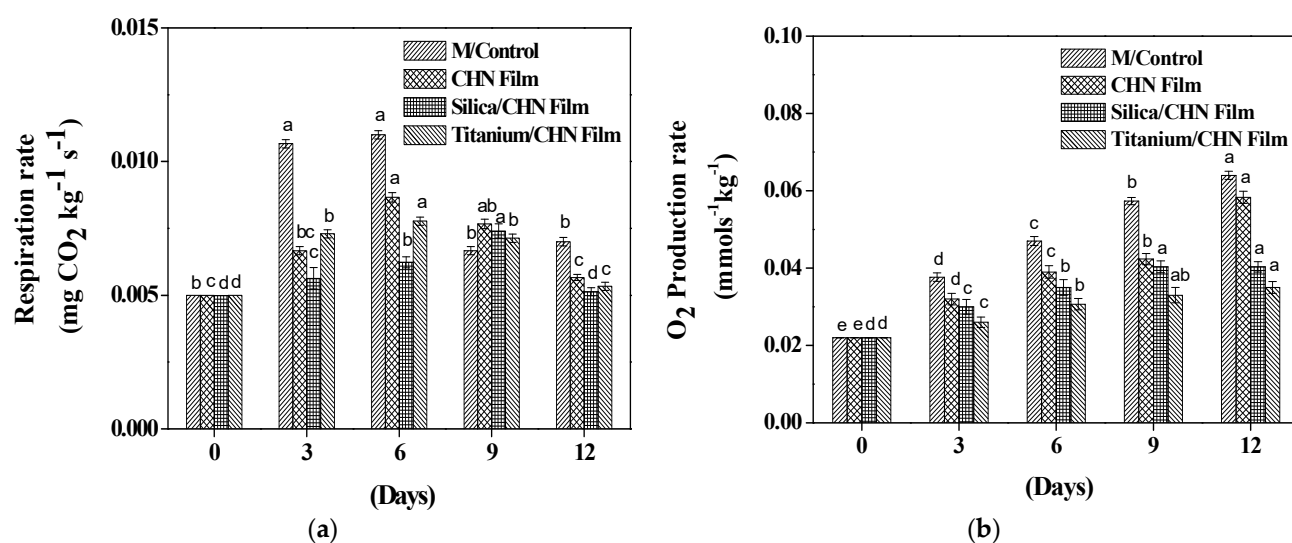 0.015
0.010
0.005
0.000
Respiration rate
(mg CO2 kg-1 s-1)
M/Control
CHN Film
Silica/CHN Film
Titanium/CHN Film
b c d d
a bc c b
a a b a
b ab a b
b c d c
0 3 6 9 12
(Days)
(a)
0.10
0.08
0.06
0.04
0.02
0.00
O2 Production rate
(mmols-1kg-1)
M/Control
CHN Film
Silica/CHN Film
Titanium/CHN Film
e e d d
d d c c
c c b b
b b a ab
a a a a
0 3 6 9 12
(Days)
(b)